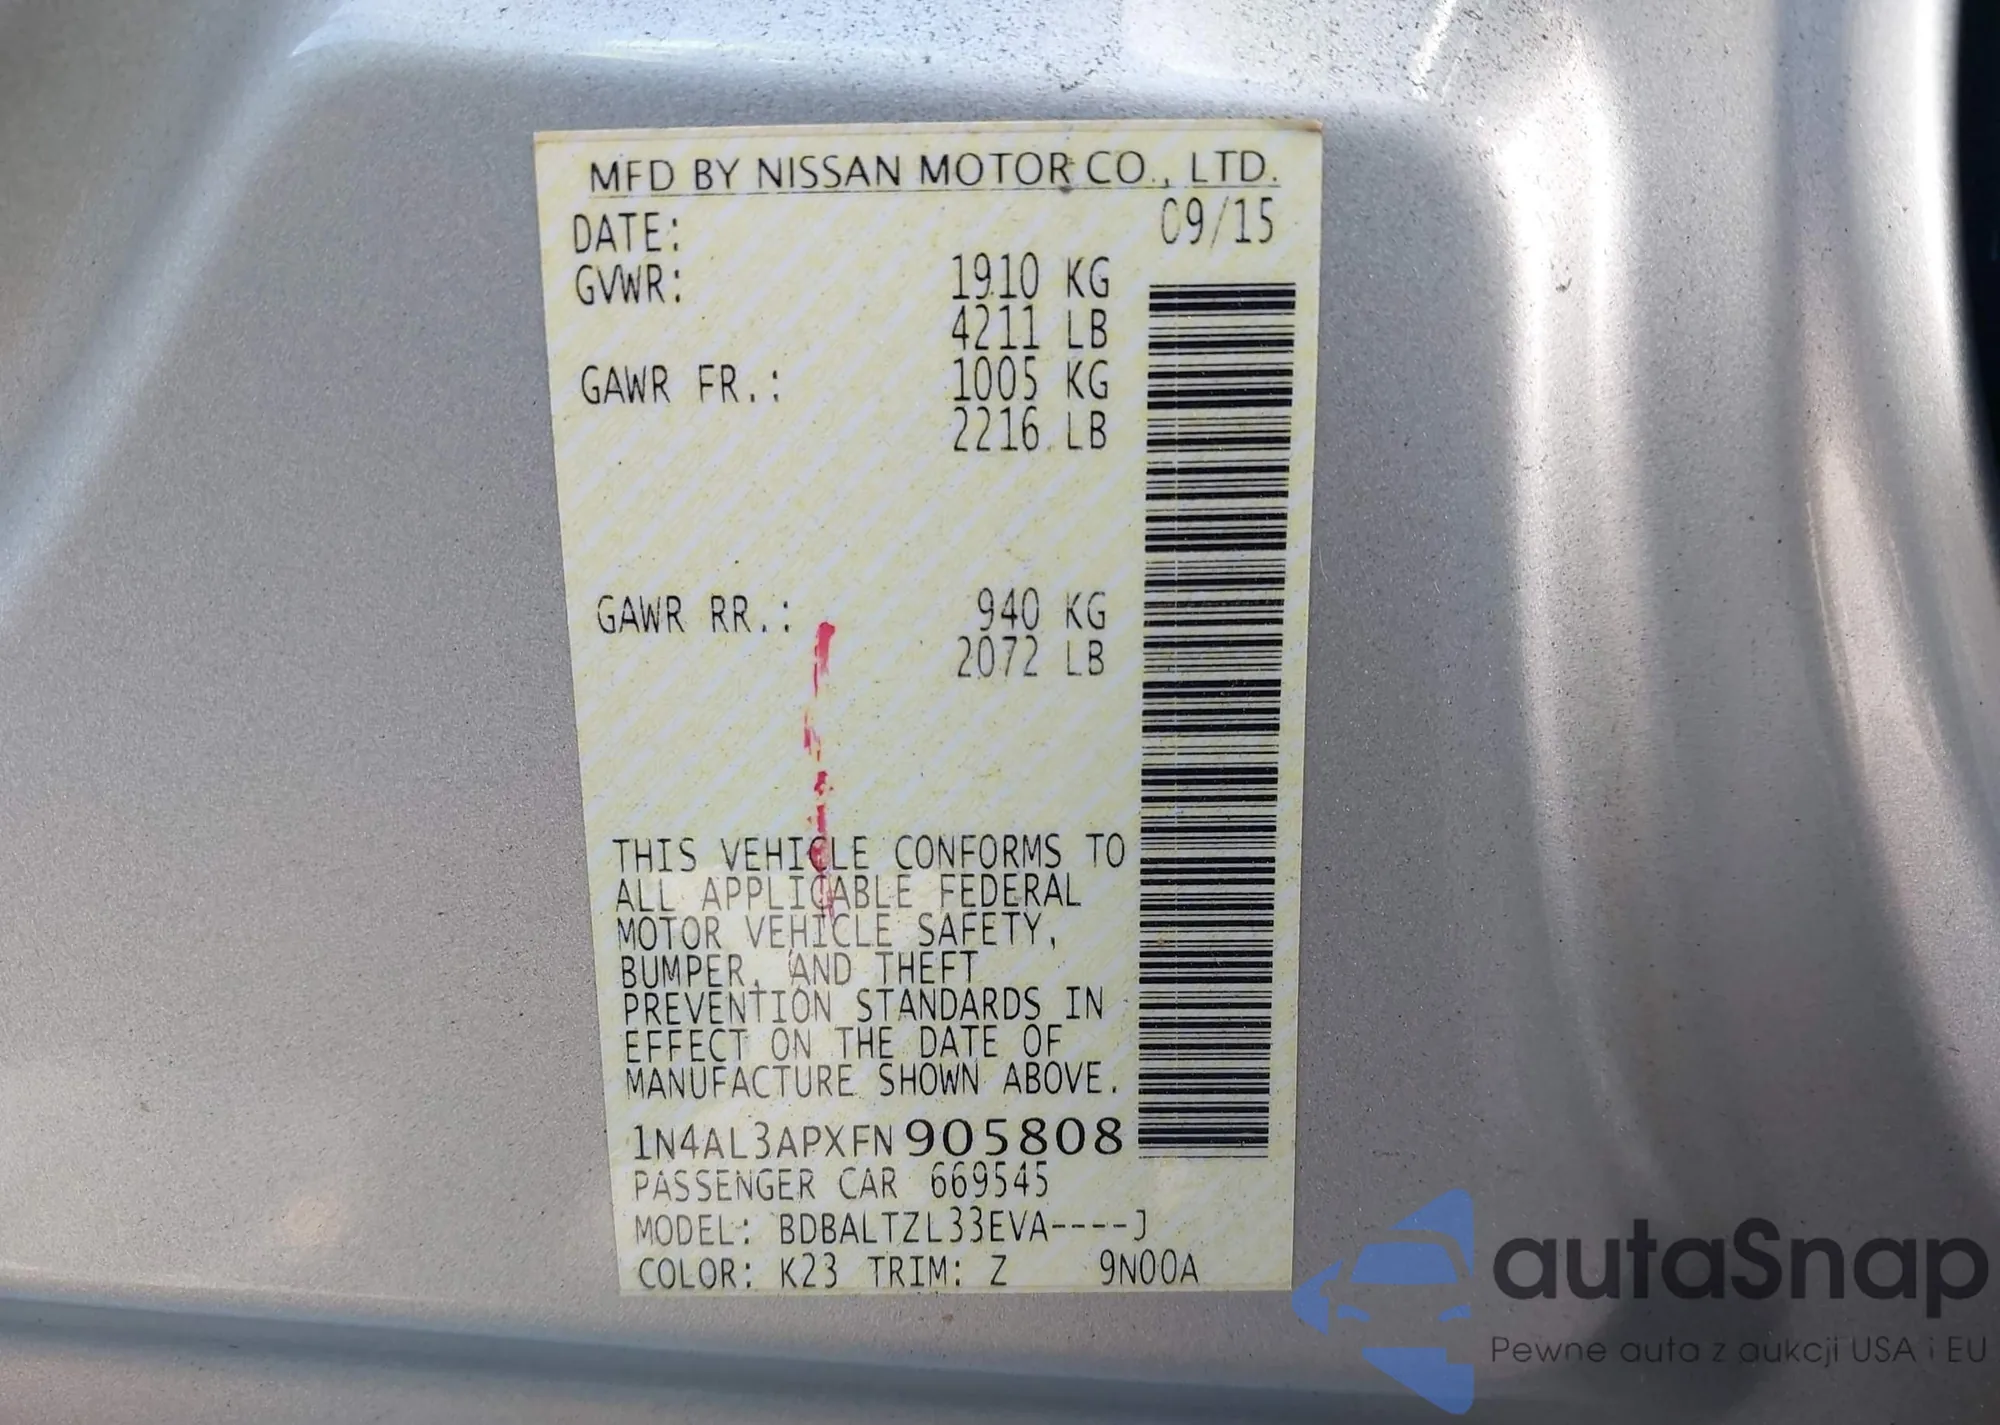 MFD BY NISSAN MOTOR CO., LTD.
DATE: 09/15
GVWR: 1910 KG
4211 LB
GAWR FR.: 1005 KG
2216 LB
GAWR RR.: 940 KG
2072 LB
THIS VEHICLE CONFORMS TO
ALL APPLICABLE FEDERAL
MOTOR VEHICLE SAFETY,
BUMPER, AND THEFT
PREVENTION STANDARDS IN
EFFECT ON THE DATE OF
MANUFACTURE SHOWN ABOVE.
1N4AL3APXFN905808
PASSENGER CAR 669545
MODEL: BDBALTZL33EVA----J
COLOR: K23 TRIM: Z 9N00A
autaSnap
Pewne auta z aukcji USA i EU